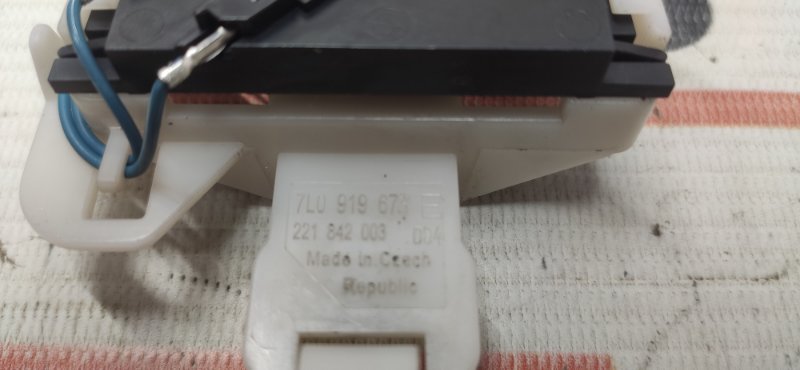 7L0 919 673 E
221 842 003 004
Made in Czech
Republic